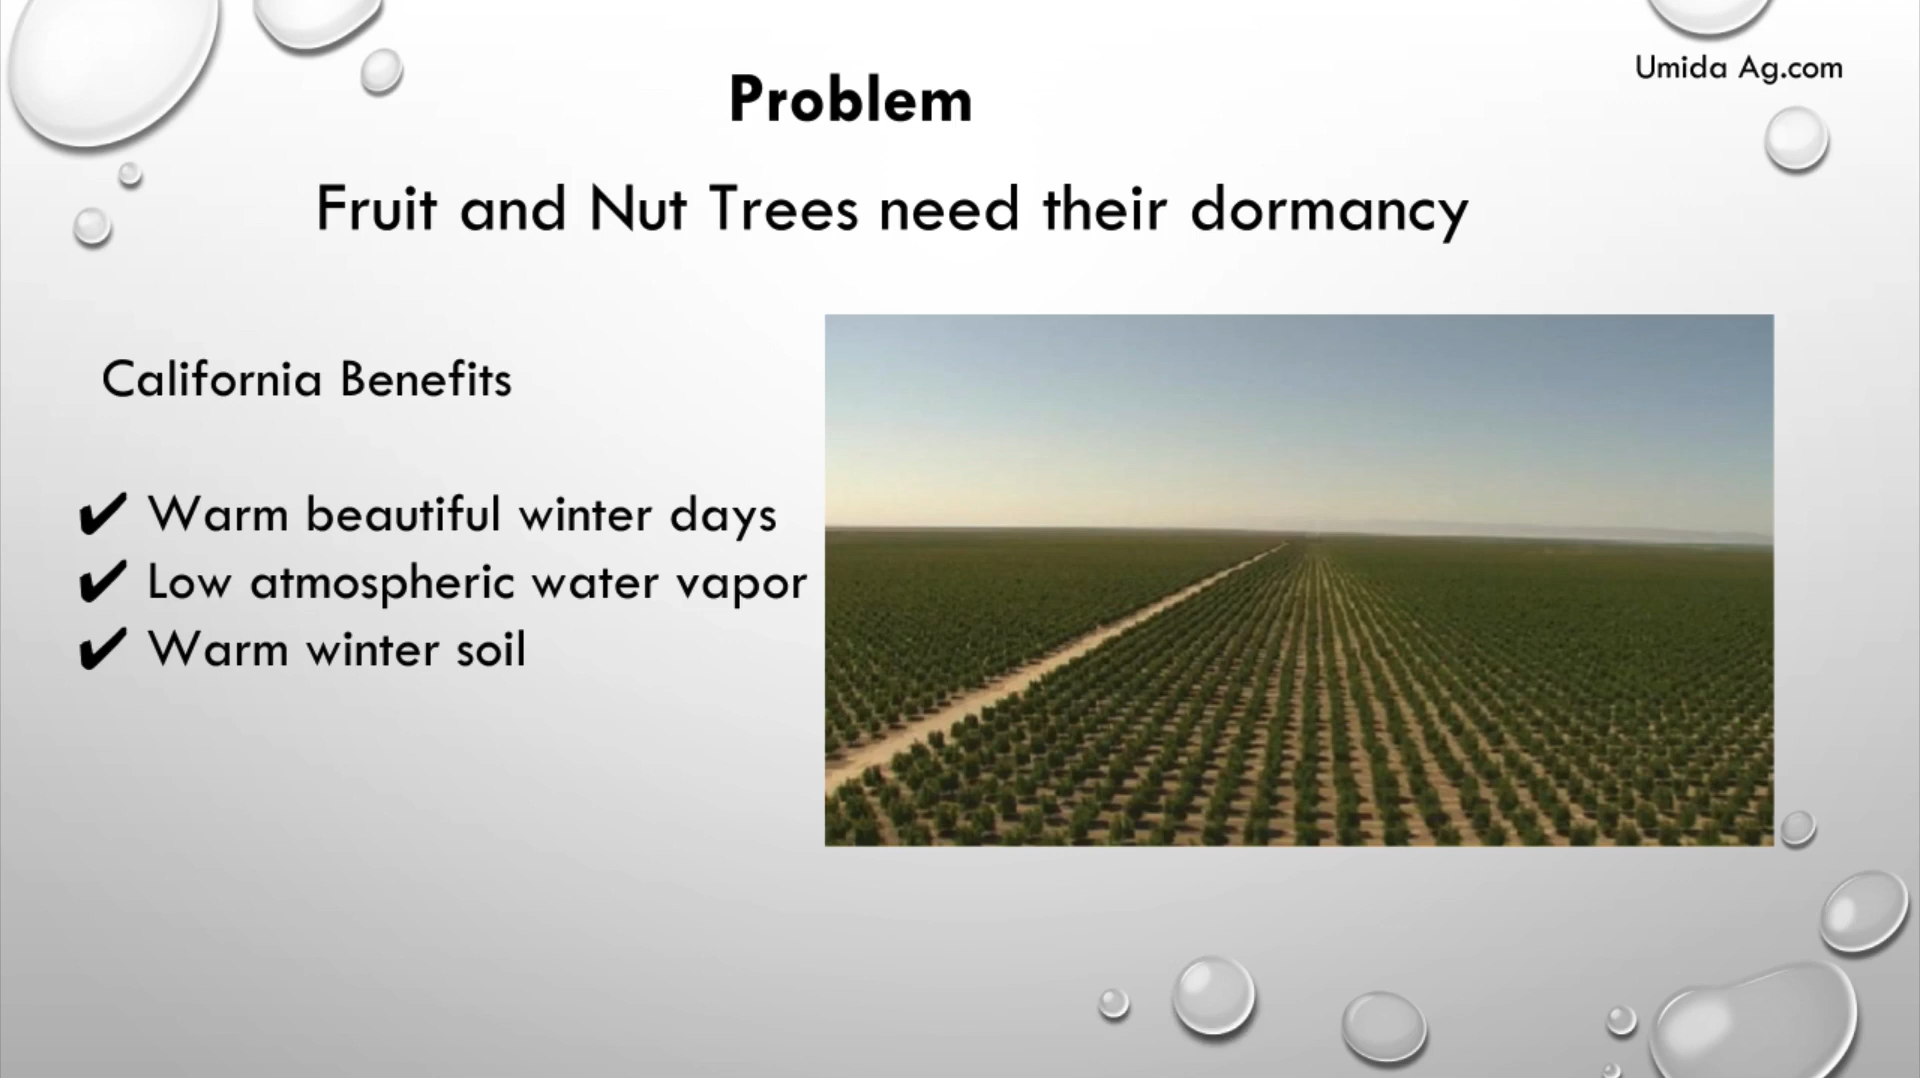 Umida Ag.com
Problem
Fruit and Nut Trees need their dormancy
California Benefits
✔ Warm beautiful winter days
✔ Low atmospheric water vapor
✔ Warm winter soil